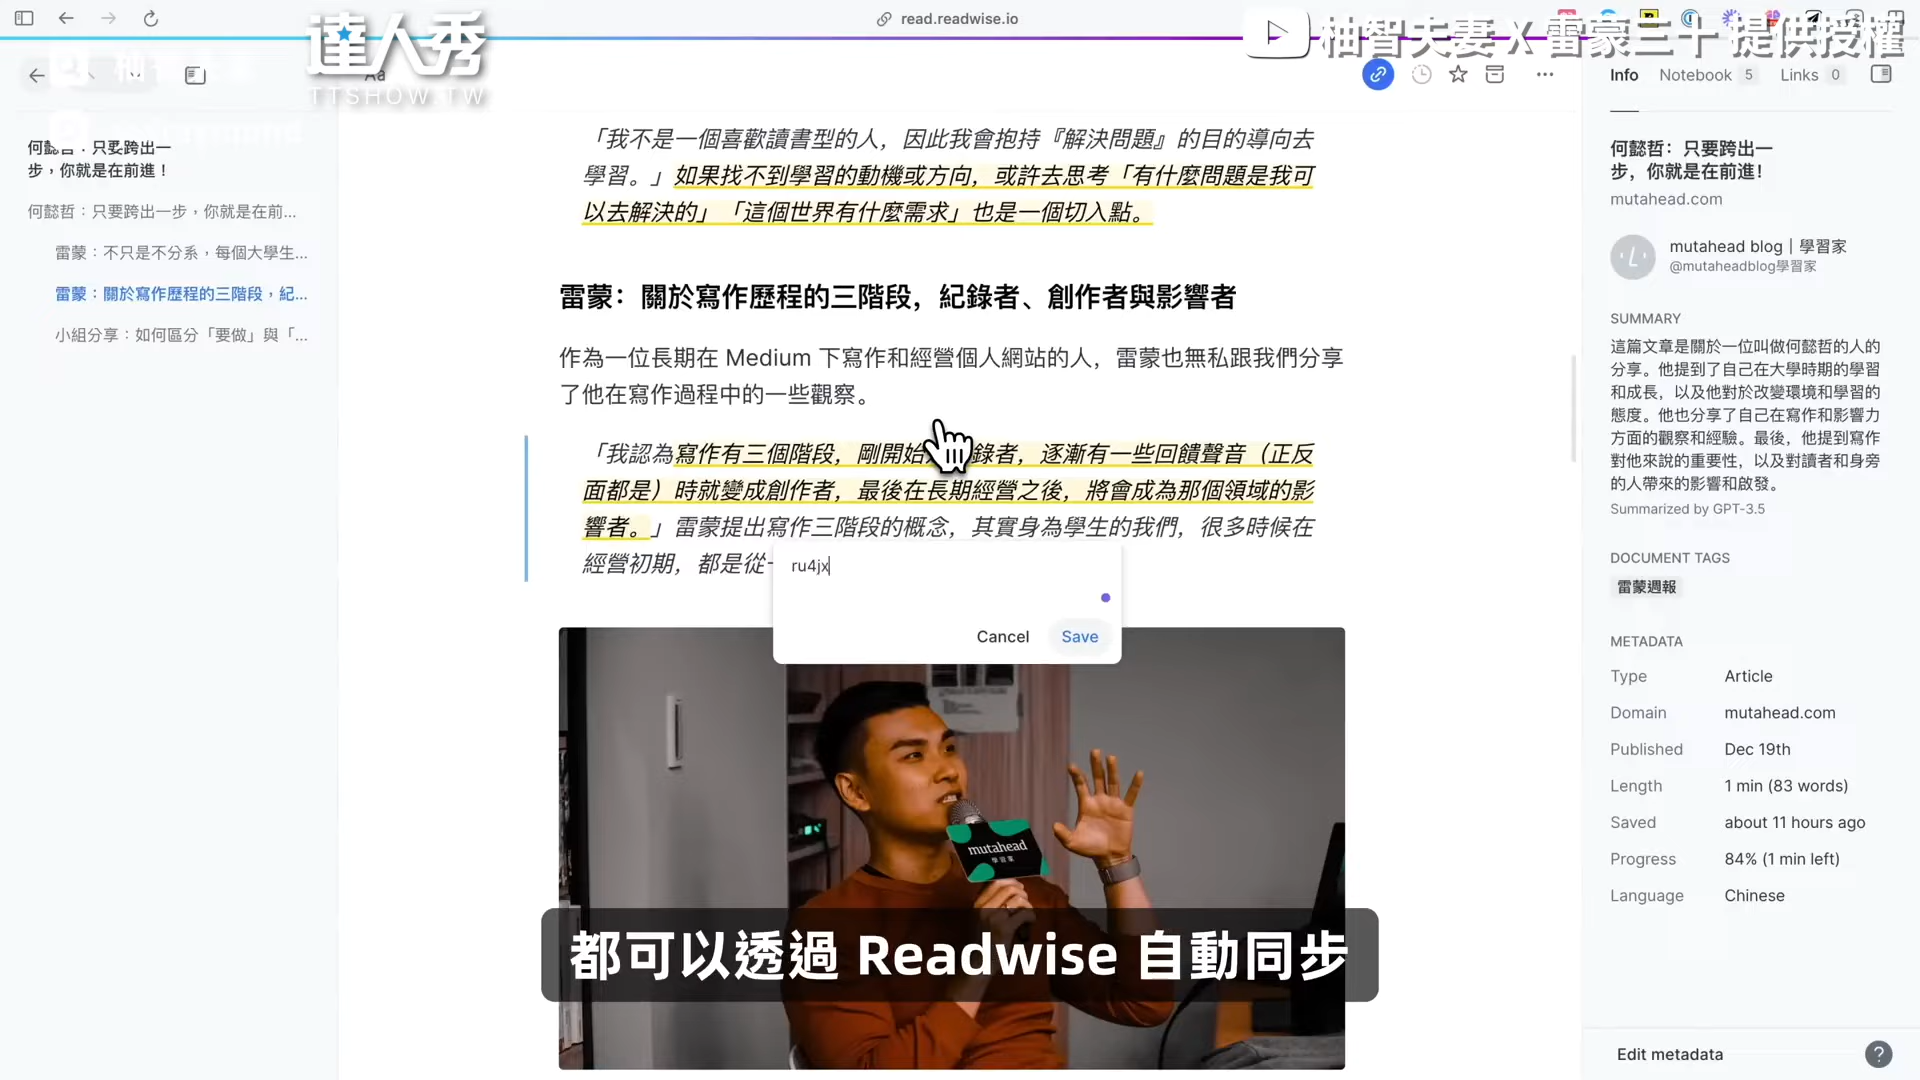 read.readwise.io
達人秀
TTSHOW.TW
柚智夫妻 X 雷蒙三十 提供授權
Aa
何懿哲：只要跨出一
步，你就是在前進！
何懿哲：只要跨出一步，你就是在前...
雷蒙：不只是不分系，每個大學生...
雷蒙：關於寫作歷程的三階段，紀...
小組分享：如何區分「要做」與「...
「我不是一個喜歡讀書型的人，因此我會抱持『解決問題』的目的導向去
學習。」如果找不到學習的動機或方向，或許去思考「有什麼問題是我可
以去解決的」「這個世界有什麼需求」也是一個切入點。
雷蒙：關於寫作歷程的三階段，紀錄者、創作者與影響者
作為一位長期在 Medium 下寫作和經營個人網站的人，雷蒙也無私跟我們分享
了他在寫作過程中的一些觀察。
「我認為寫作有三個階段，剛開始錄者，逐漸有一些回饋聲音（正反
面都是）時就變成創作者，最後在長期經營之後，將會成為那個領域的影
響者。」雷蒙提出寫作三階段的概念，其實身為學生的我們，很多時候在
經營初期，都是從
ru4jx
Cancel Save
mutahead
學習家
都可以透過 Readwise 自動同步
Info Notebook 5 Links 0
何懿哲：只要跨出一
步，你就是在前進！
mutahead.com
mutahead blog | 學習家
@mutaheadblog學習家
SUMMARY
這篇文章是關於一位叫做何懿哲的人的
分享。他提到了自己在大學時期的學習
和成長，以及他對於改變環境和學習的
態度。他也分享了自己在寫作和影響力
方面的觀察和經驗。最後，他提到寫作
對他來說的重要性，以及對讀者和身旁
的人帶來的影響和啟發。
Summarized by GPT-3.5
DOCUMENT TAGS
雷蒙週報
METADATA
Type Article
Domain mutahead.com
Published Dec 19th
Length 1 min (83 words)
Saved about 11 hours ago
Progress 84% (1 min left)
Language Chinese
Edit metadata
?